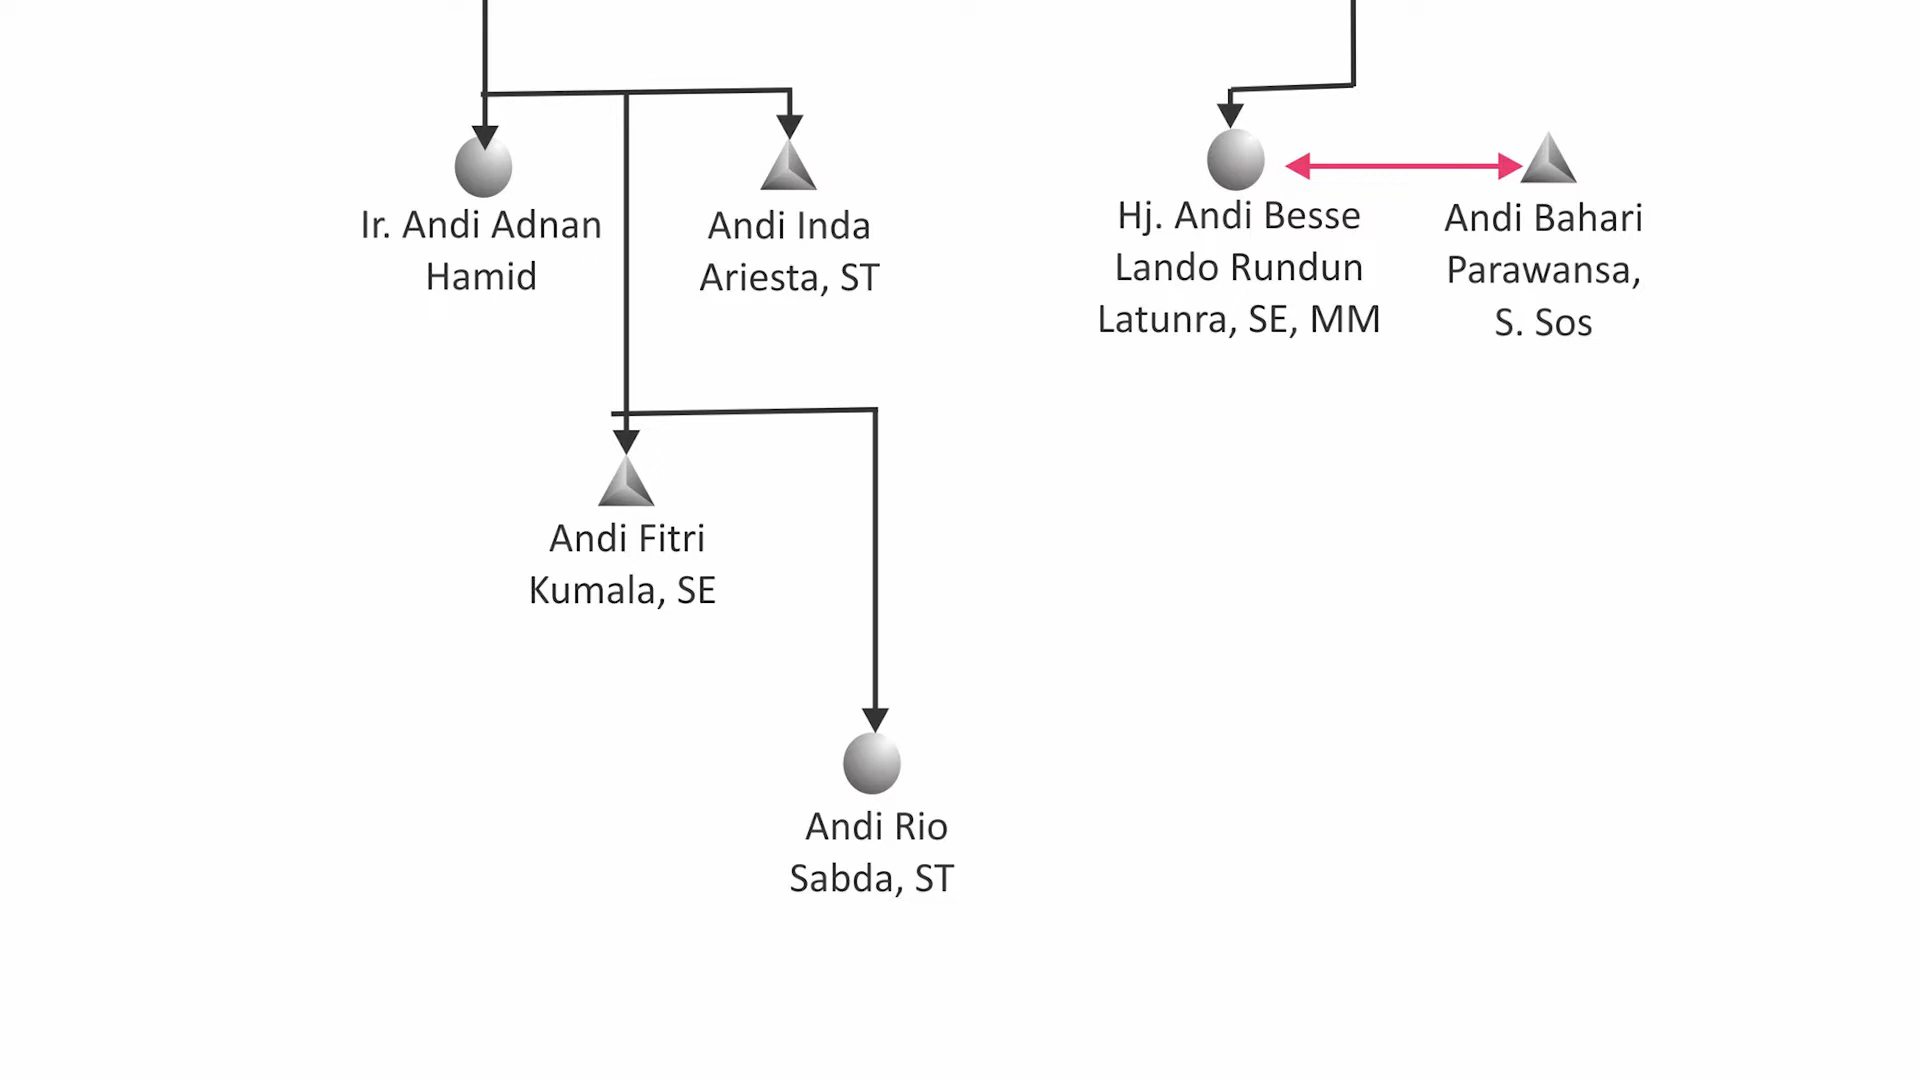 Ir. Andi Adnan
Hamid
Andi Inda
Ariesta, ST
Hj. Andi Besse
Lando Rundun
Latunra, SE, MM
Andi Bahari
Parawansa,
S. Sos
Andi Fitri
Kumala, SE
Andi Rio
Sabda, ST